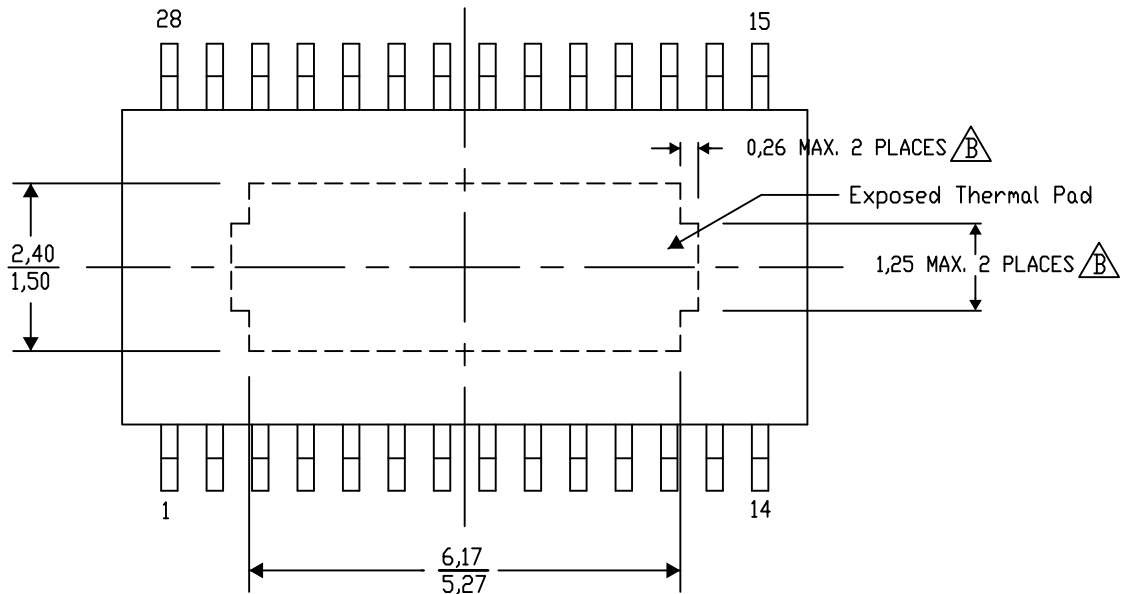 28
15
0,26 MAX. 2 PLACES B
Exposed Thermal Pad
2,40
1,50
1,25 MAX. 2 PLACES B
1
14
6,17
5,27